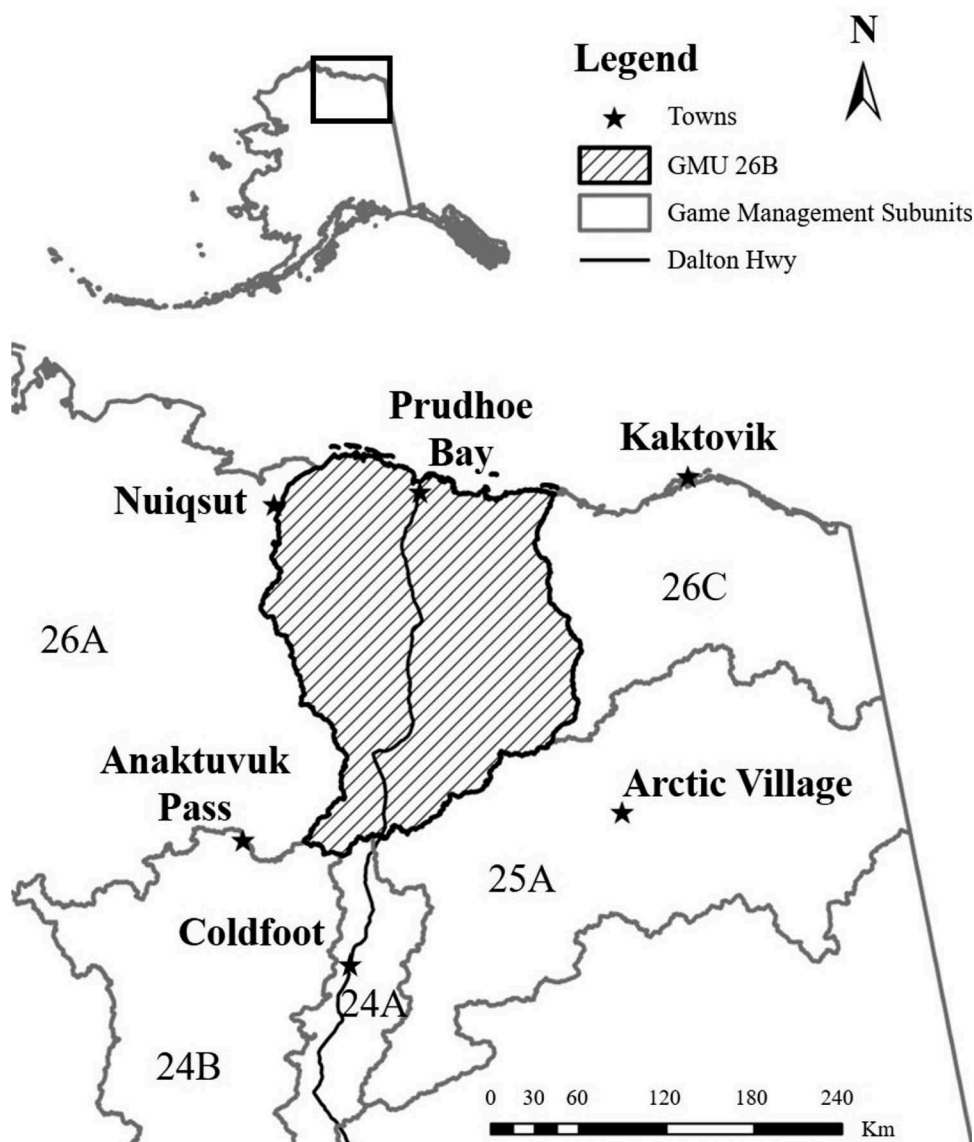 Legend
N
Towns
GMU 26B
Game Management Subunits
Dalton Hwy
Prudhoe
Bay
Kaktovik
Nuiqsut
26C
26A
Anaktuvuk
Pass
Arctic Village
25A
Coldfoot
24A
24B
0 30 60 120 180 240
Km